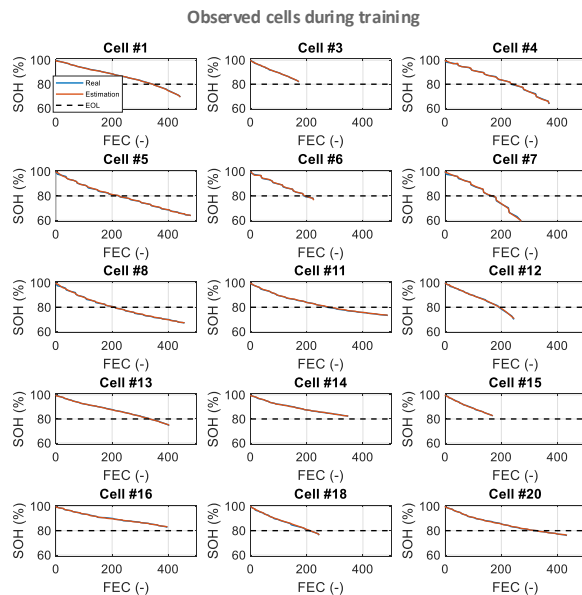 Observed cells during training
Cell #1 Cell #3 Cell #4
SOH (%) 100 80 60 Real Estimation EOL 0 200 400 FEC (-)
SOH (%) 100 80 60 0 200 400 FEC (-)
SOH (%) 100 80 60 0 200 400 FEC (-)
Cell #5 Cell #6 Cell #7
SOH (%) 100 80 60 0 200 400 FEC (-)
SOH (%) 100 80 60 0 200 400 FEC (-)
SOH (%) 100 80 60 0 200 400 FEC (-)
Cell #8 Cell #11 Cell #12
SOH (%) 100 80 60 0 200 400 FEC (-)
SOH (%) 100 80 60 0 200 400 FEC (-)
SOH (%) 100 80 60 0 200 400 FEC (-)
Cell #13 Cell #14 Cell #15
SOH (%) 100 80 60 0 200 400 FEC (-)
SOH (%) 100 80 60 0 200 400 FEC (-)
SOH (%) 100 80 60 0 200 400 FEC (-)
Cell #16 Cell #18 Cell #20
SOH (%) 100 80 60 0 200 400 FEC (-)
SOH (%) 100 80 60 0 200 400 FEC (-)
SOH (%) 100 80 60 0 200 400 FEC (-)